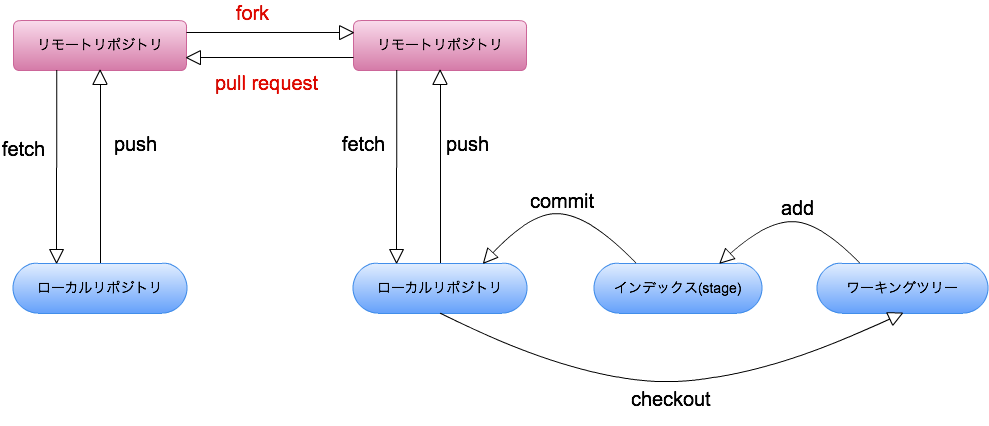 fork
リモートリポジトリ
リモートリポジトリ
pull request
fetch
push
fetch
push
commit
add
ローカルリポジトリ
ローカルリポジトリ
インデックス(stage)
ワーキングツリー
checkout